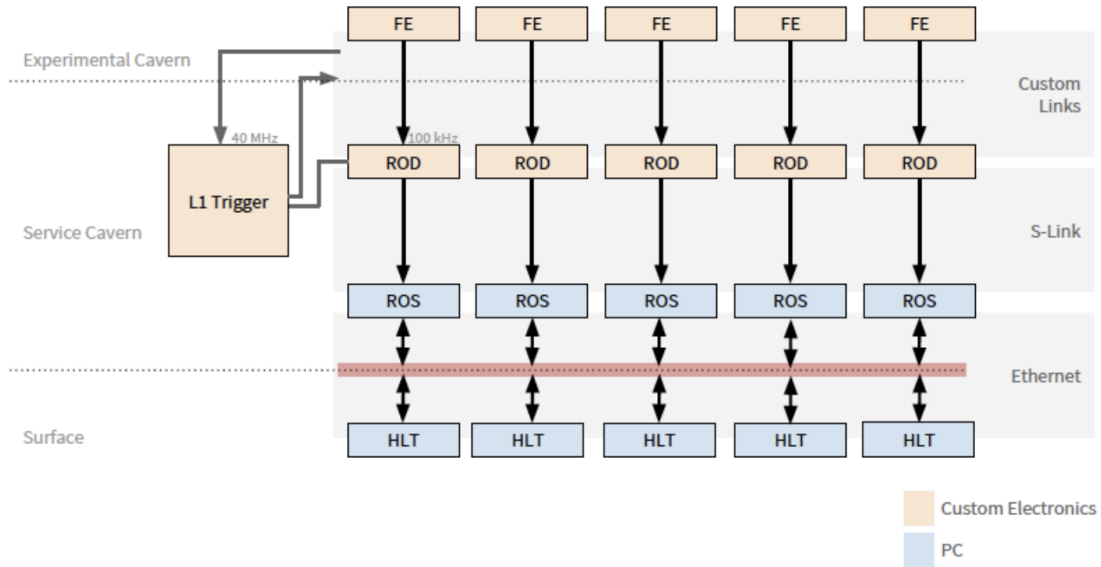 FE FE FE FE FE
Experimental Cavern
Custom
Links
40 MHz 100 kHz
ROD ROD ROD ROD ROD
L1 Trigger
Service Cavern
S-Link
ROS ROS ROS ROS ROS
Ethernet
Surface
HLT HLT HLT HLT HLT
Custom Electronics
PC